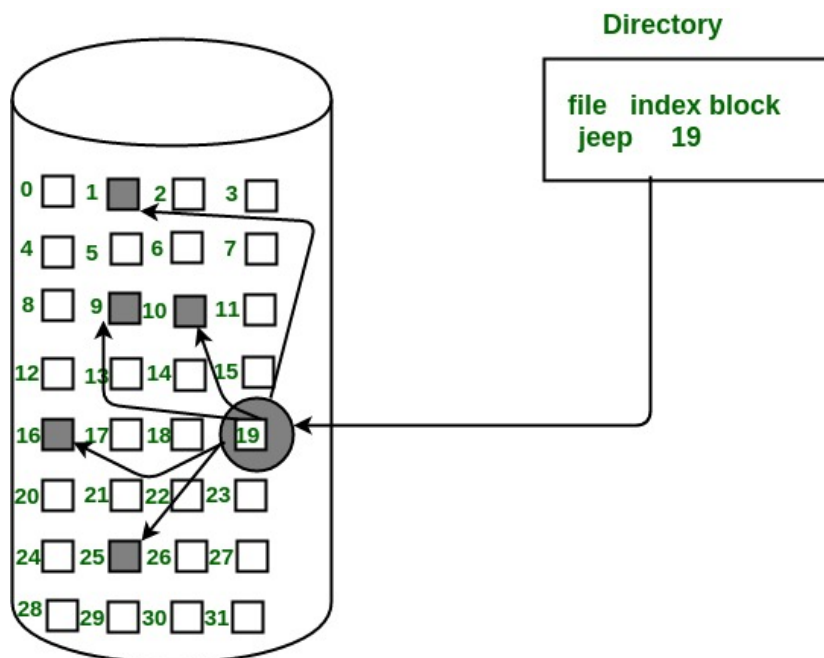 Directory
file index block
jeep 19
0 1 2 3
4 5 6 7
8 9 10 11
12 13 14 15
16 17 18 19
20 21 22 23
24 25 26 27
28 29 30 31